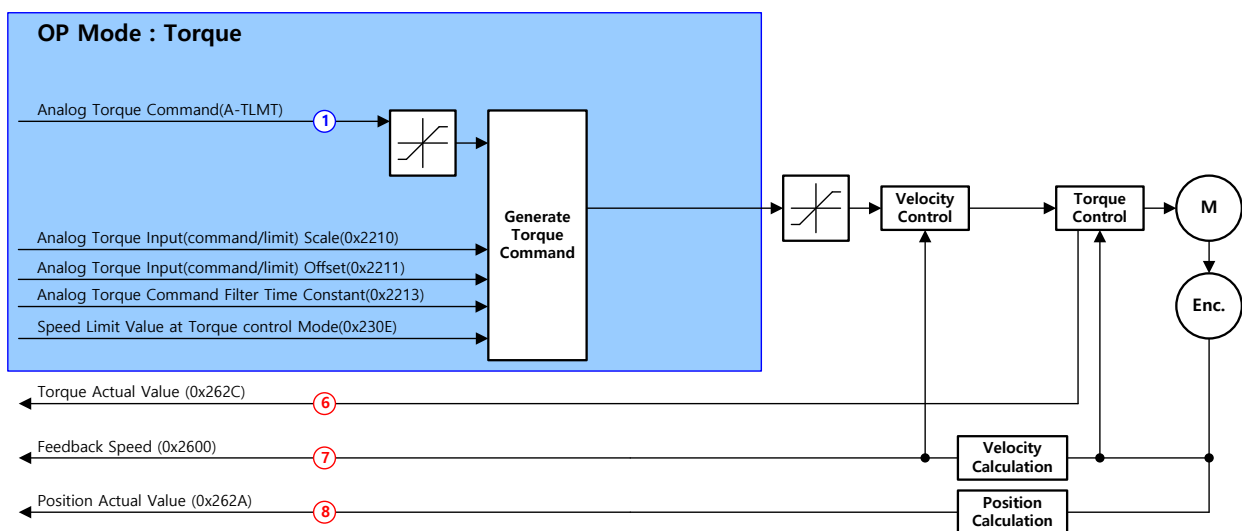 OP Mode : Torque
Analog Torque Command(A-TLMT)
1
Generate
Torque
Command
Velocity
Control
Torque
Control
M
Analog Torque Input(command/limit) Scale(0x2210)
Analog Torque Input(command/limit) Offset(0x2211)
Analog Torque Command Filter Time Constant(0x2213)
Speed Limit Value at Torque control Mode(0x230E)
Enc.
Torque Actual Value (0x262C)
6
Feedback Speed (0x2600)
7
Velocity
Calculation
Position Actual Value (0x262A)
8
Position
Calculation